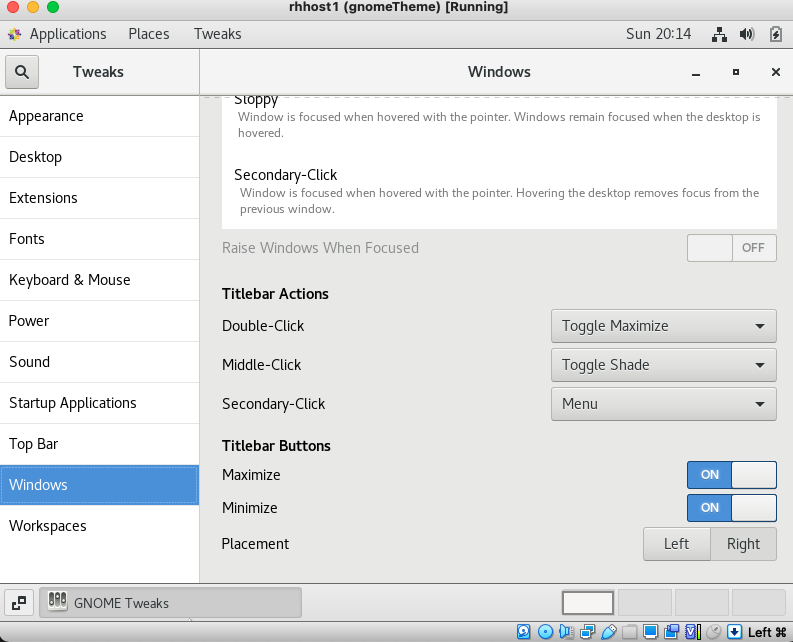 rhhost1 (gnomeTheme) [Running]
Applications Places Tweaks Sun 20:14
Tweaks Windows
Appearance
Desktop
Extensions
Fonts
Keyboard & Mouse
Power
Sound
Startup Applications
Top Bar
Windows
Workspaces
Sloppy
Window is focused when hovered with the pointer. Windows remain focused when the desktop is
hovered.
Secondary-Click
Window is focused when hovered with the pointer. Hovering the desktop removes focus from the
previous window.
Raise Windows When Focused OFF
Titlebar Actions
Double-Click Toggle Maximize
Middle-Click Toggle Shade
Secondary-Click Menu
Titlebar Buttons
Maximize ON
Minimize ON
Placement Left Right
GNOME Tweaks
Left ⌘